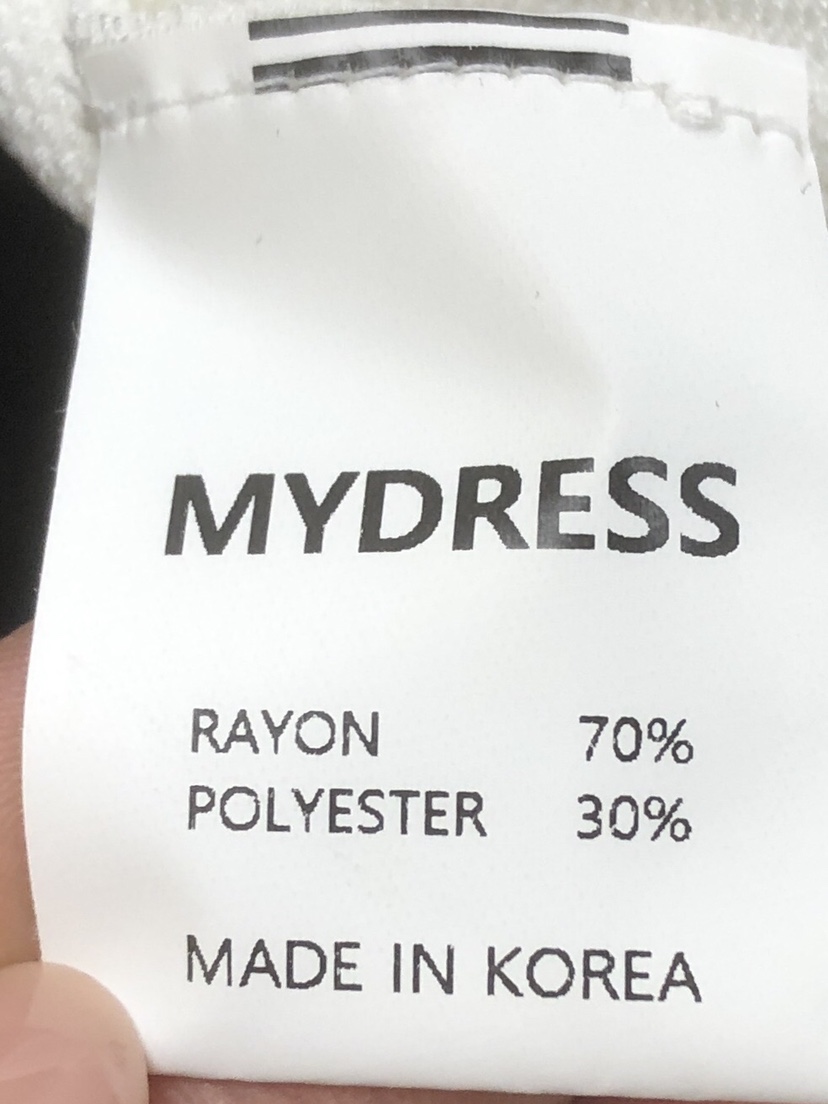 MYDRESS
RAYON 70%
POLYESTER 30%
MADE IN KOREA